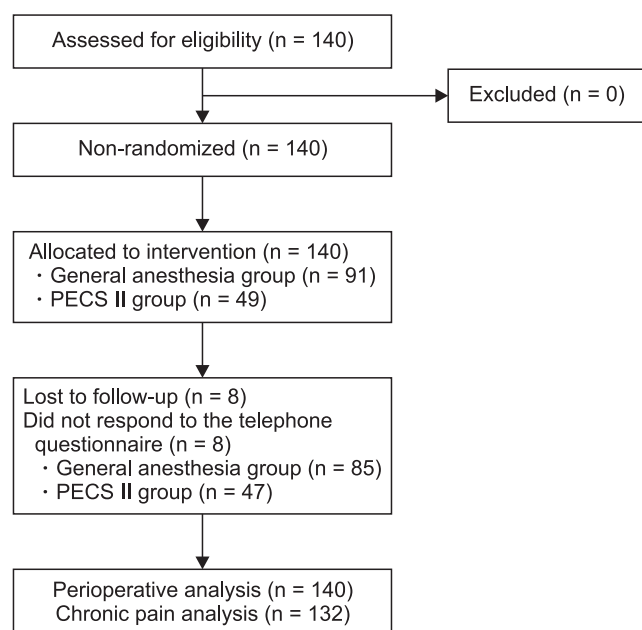 Assessed for eligibility (n = 140)
Excluded (n = 0)
Non-randomized (n = 140)
Allocated to intervention (n = 140)
· General anesthesia group (n = 91)
· PECS II group (n = 49)
Lost to follow-up (n = 8)
Did not respond to the telephone
questionnaire (n = 8)
· General anesthesia group (n = 85)
· PECS II group (n = 47)
Perioperative analysis (n = 140)
Chronic pain analysis (n = 132)